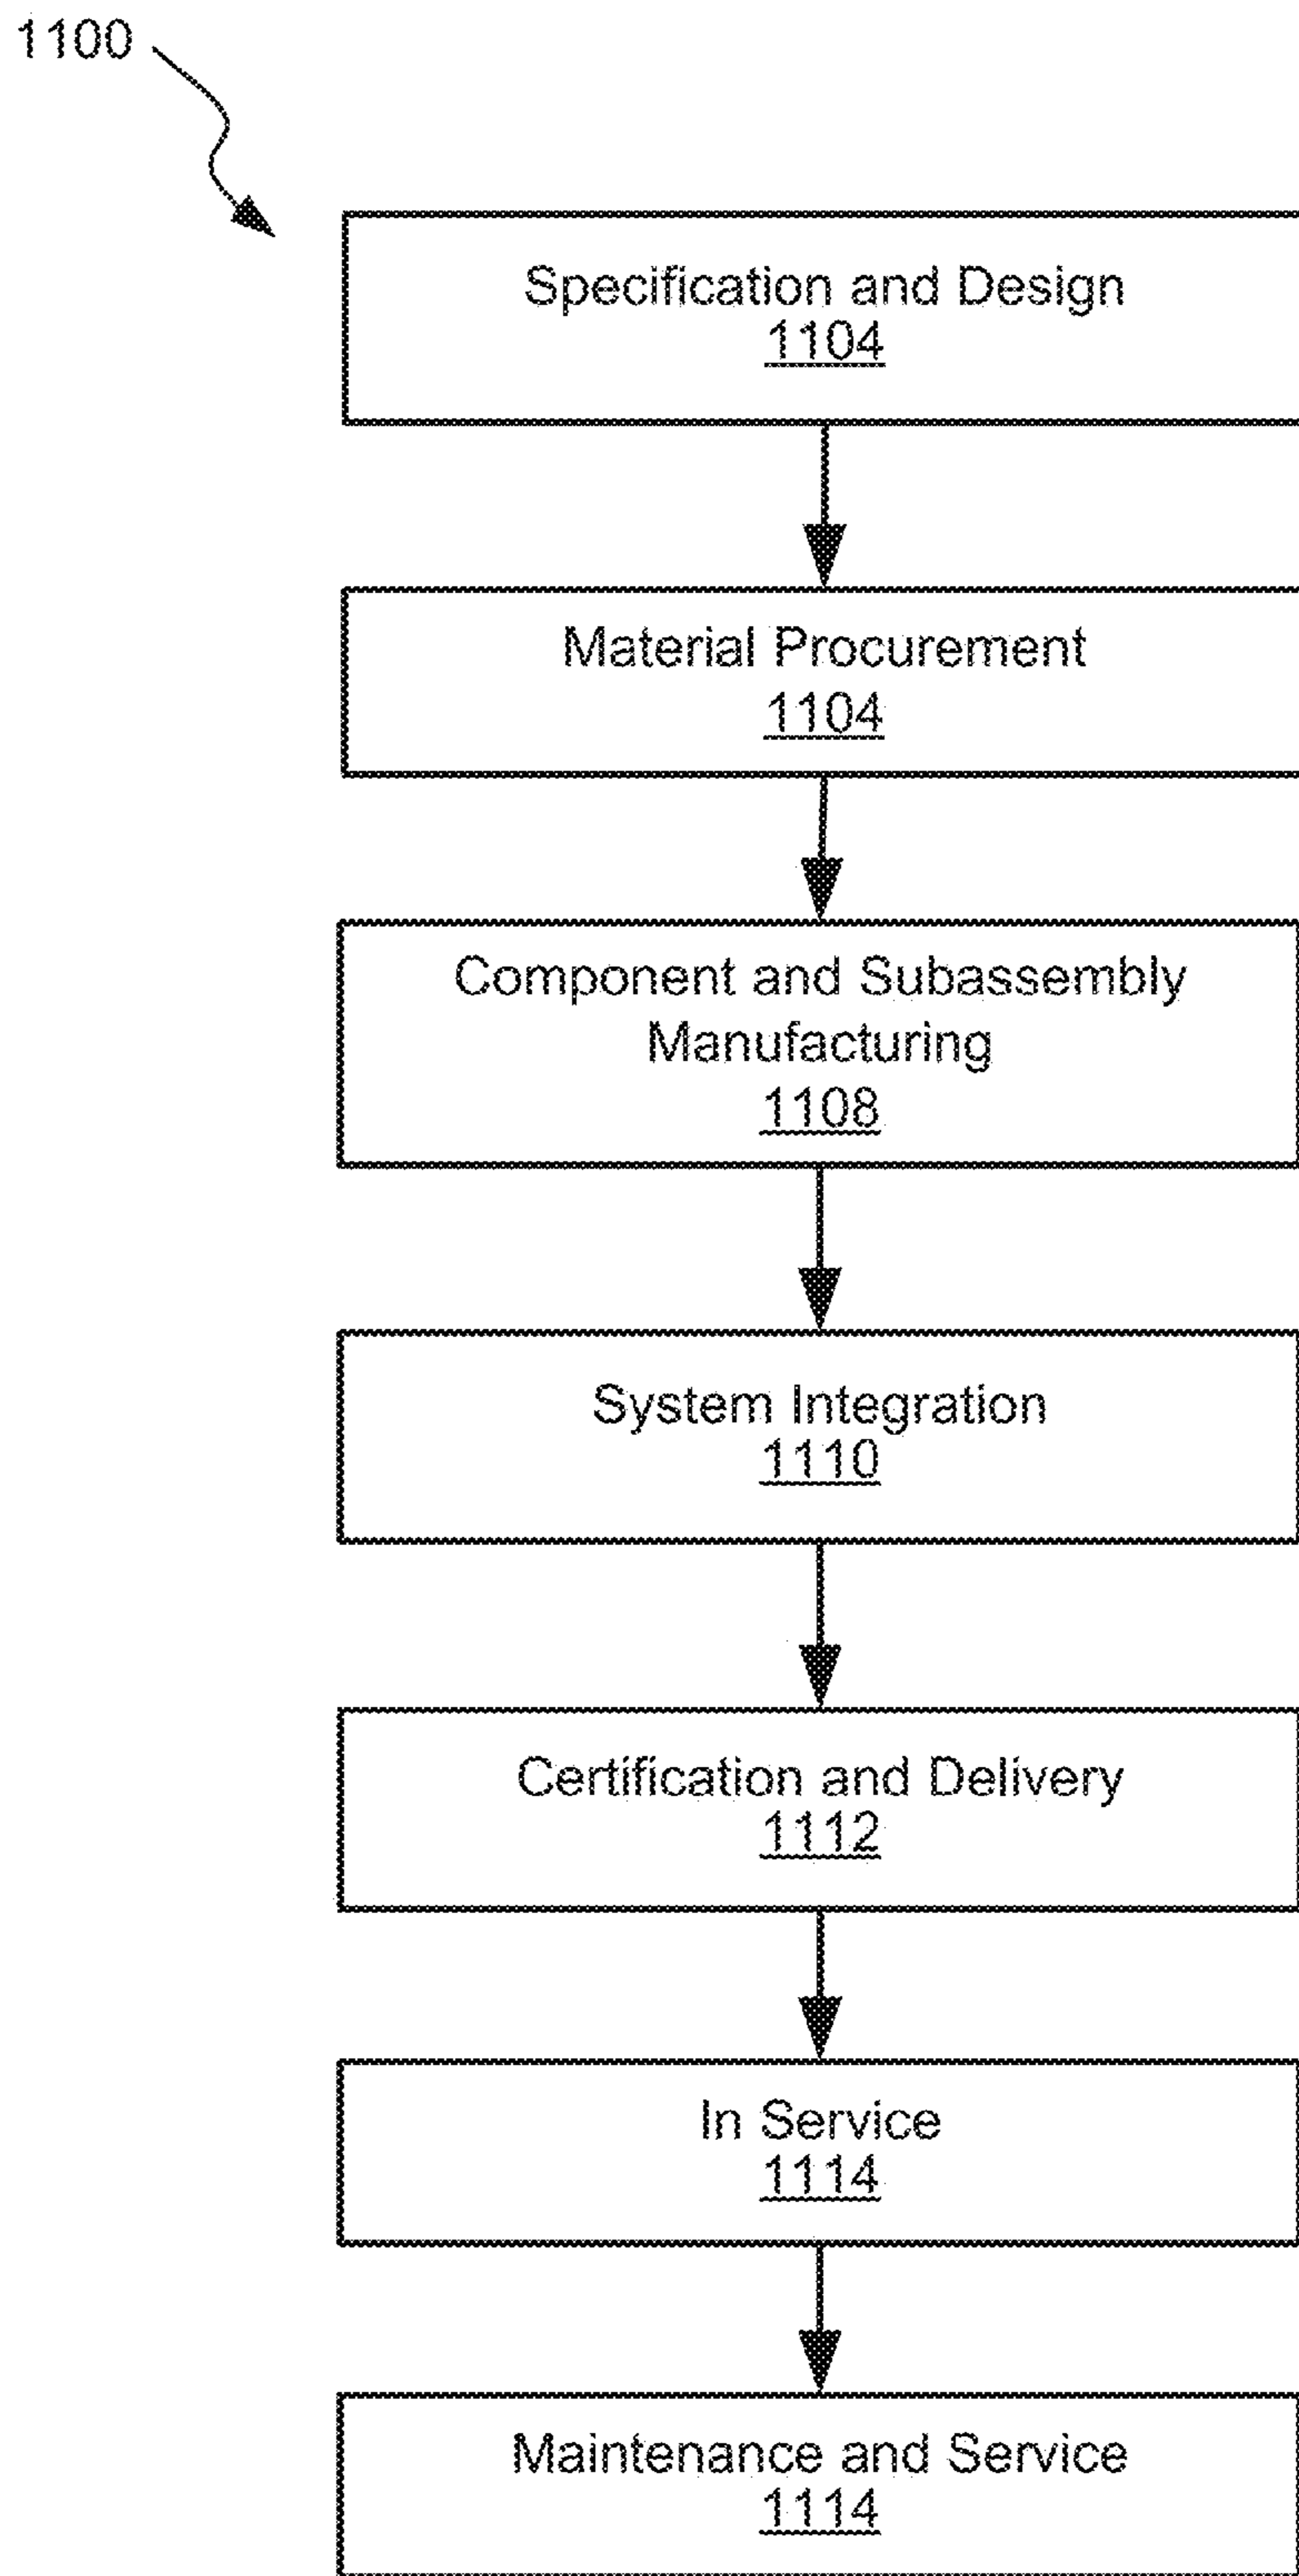 1100
Specification and Design
1104
Material Procurement
1104
Component and Subassembly
Manufacturing
1108
System Integration
1110
Certification and Delivery
1112
In Service
1114
Maintenance and Service
1114